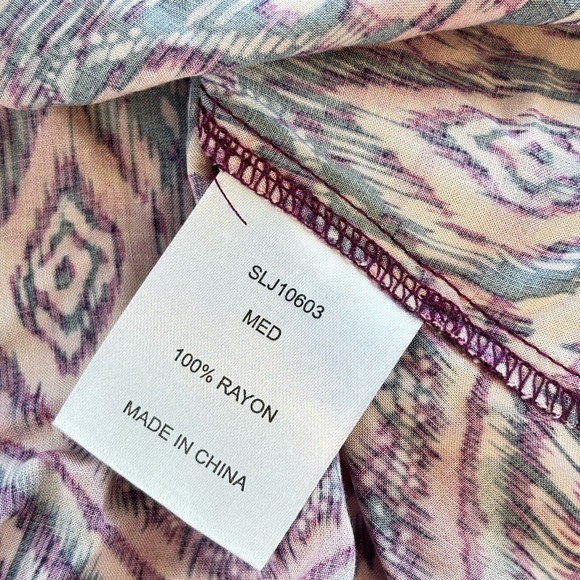 SLJ10603
MED
100% RAYON
MADE IN CHINA